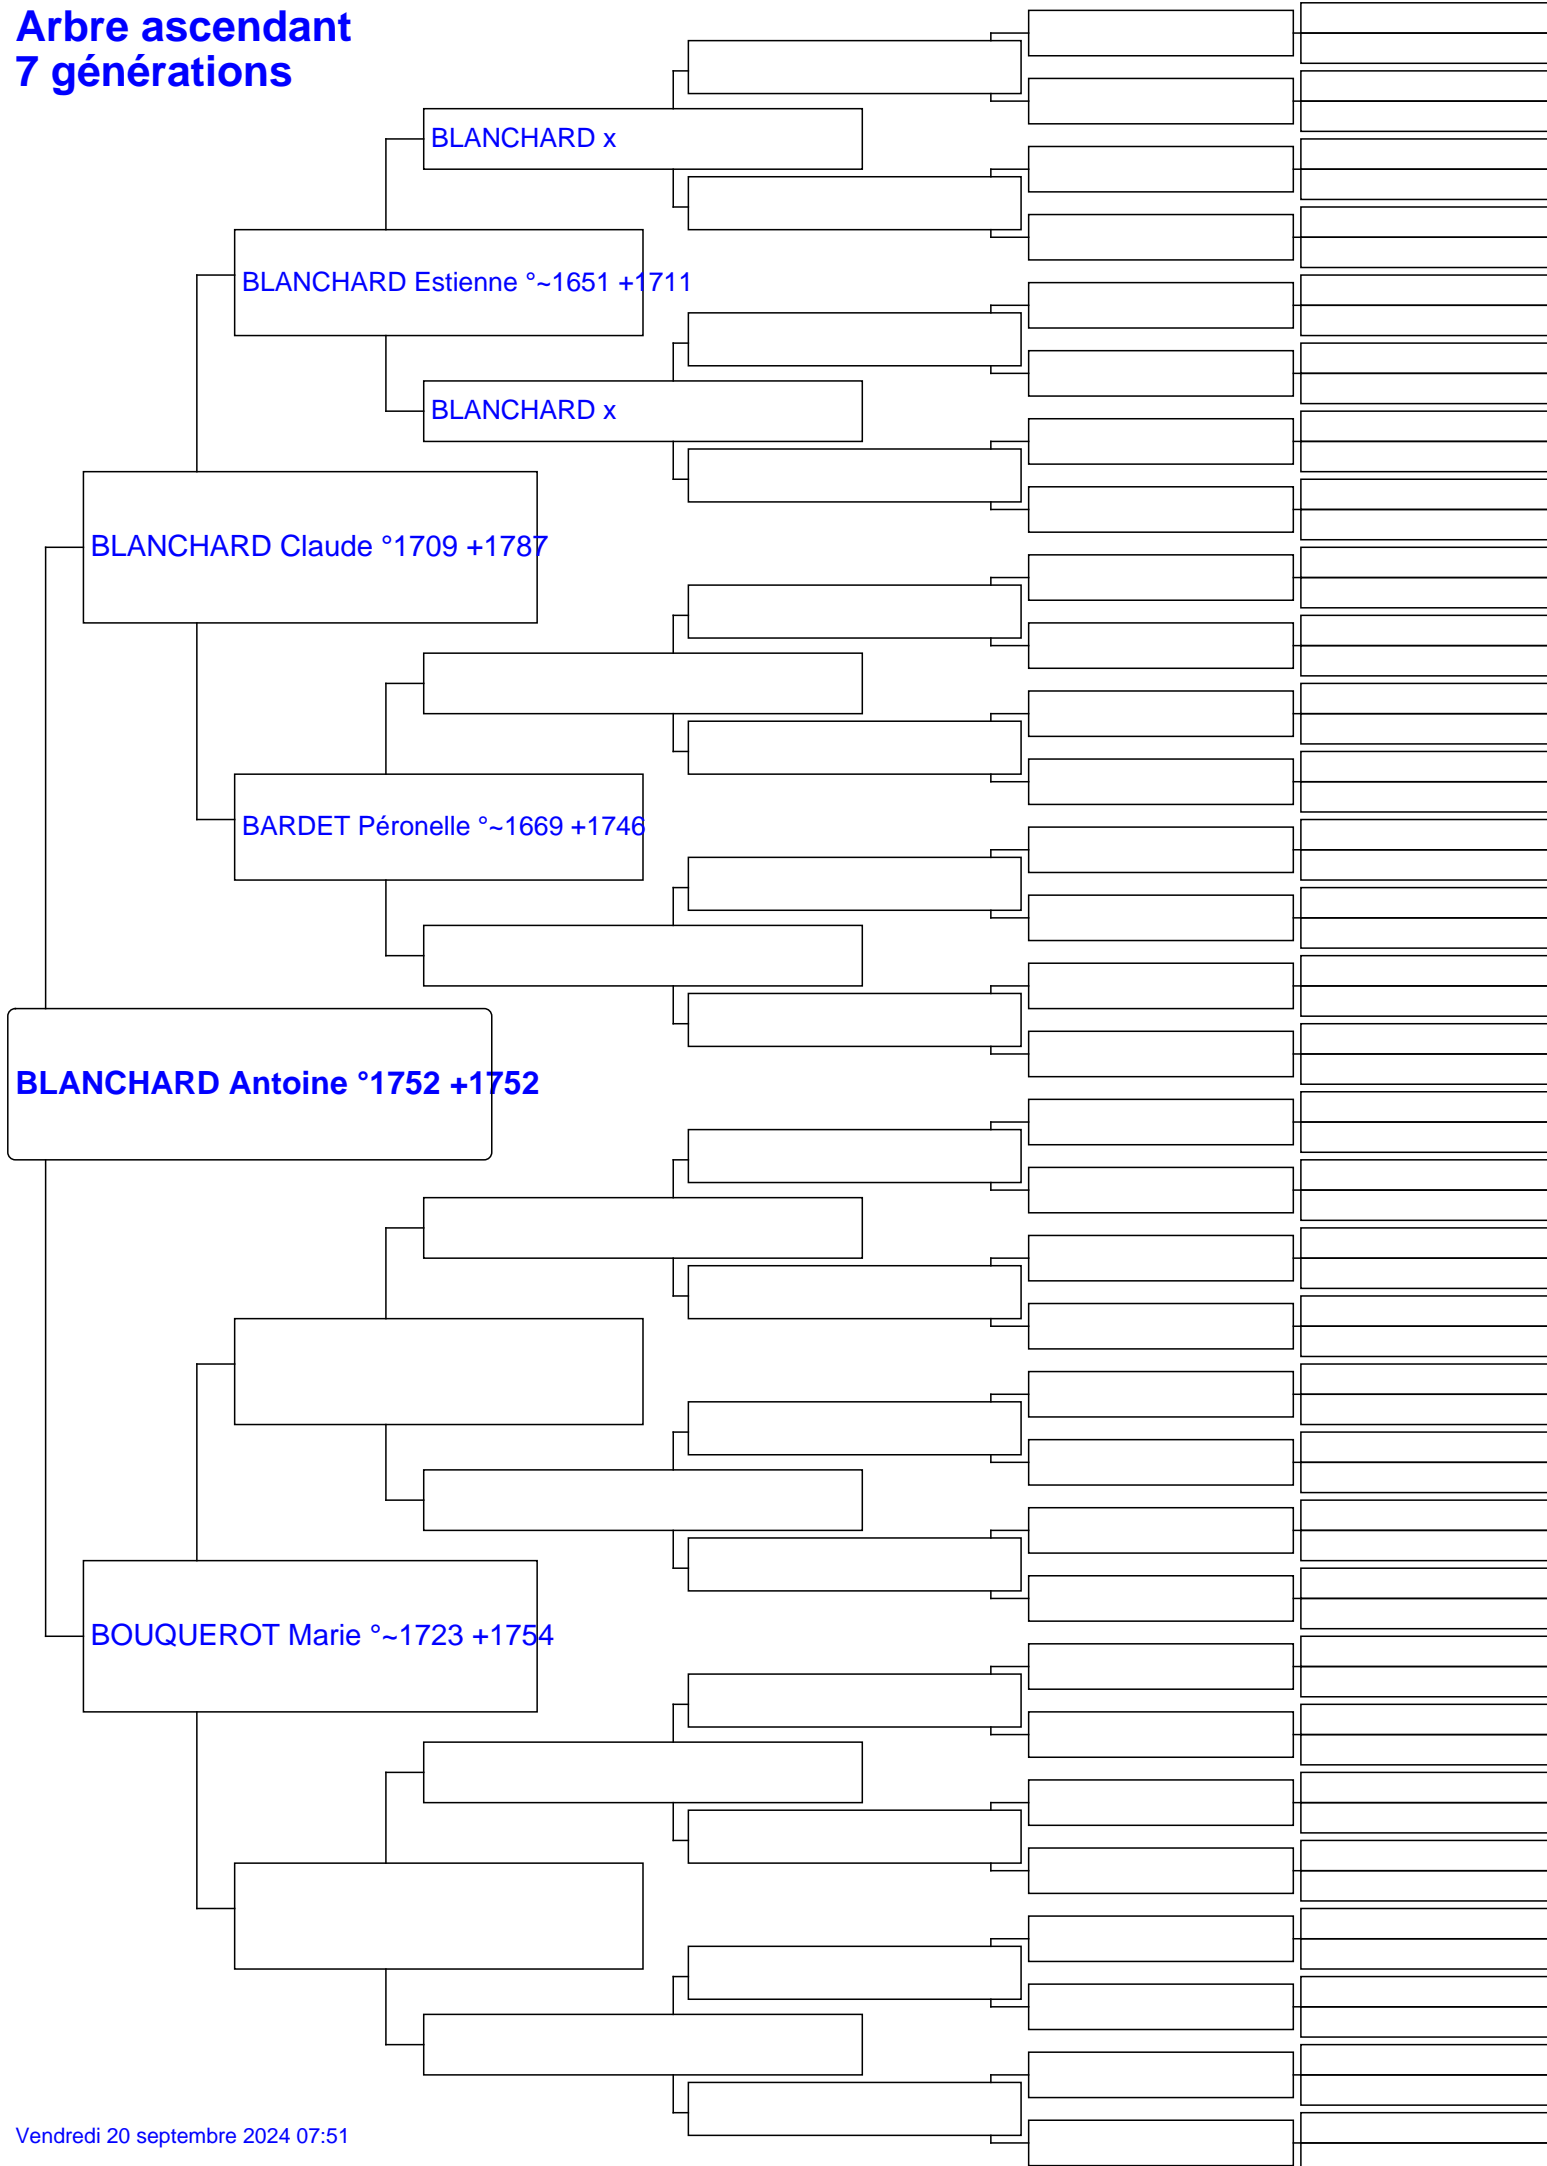 Arbre ascendant
7 générations
BLANCHARD x
BLANCHARD Estienne °~1651 +1711
BLANCHARD x
BLANCHARD Claude °1709 +1787
BARDET Péronelle °~1669 +1746
BLANCHARD Antoine °1752 +1752
BOUQUEROT Marie °~1723 +1754
Vendredi 20 septembre 2024 07:51